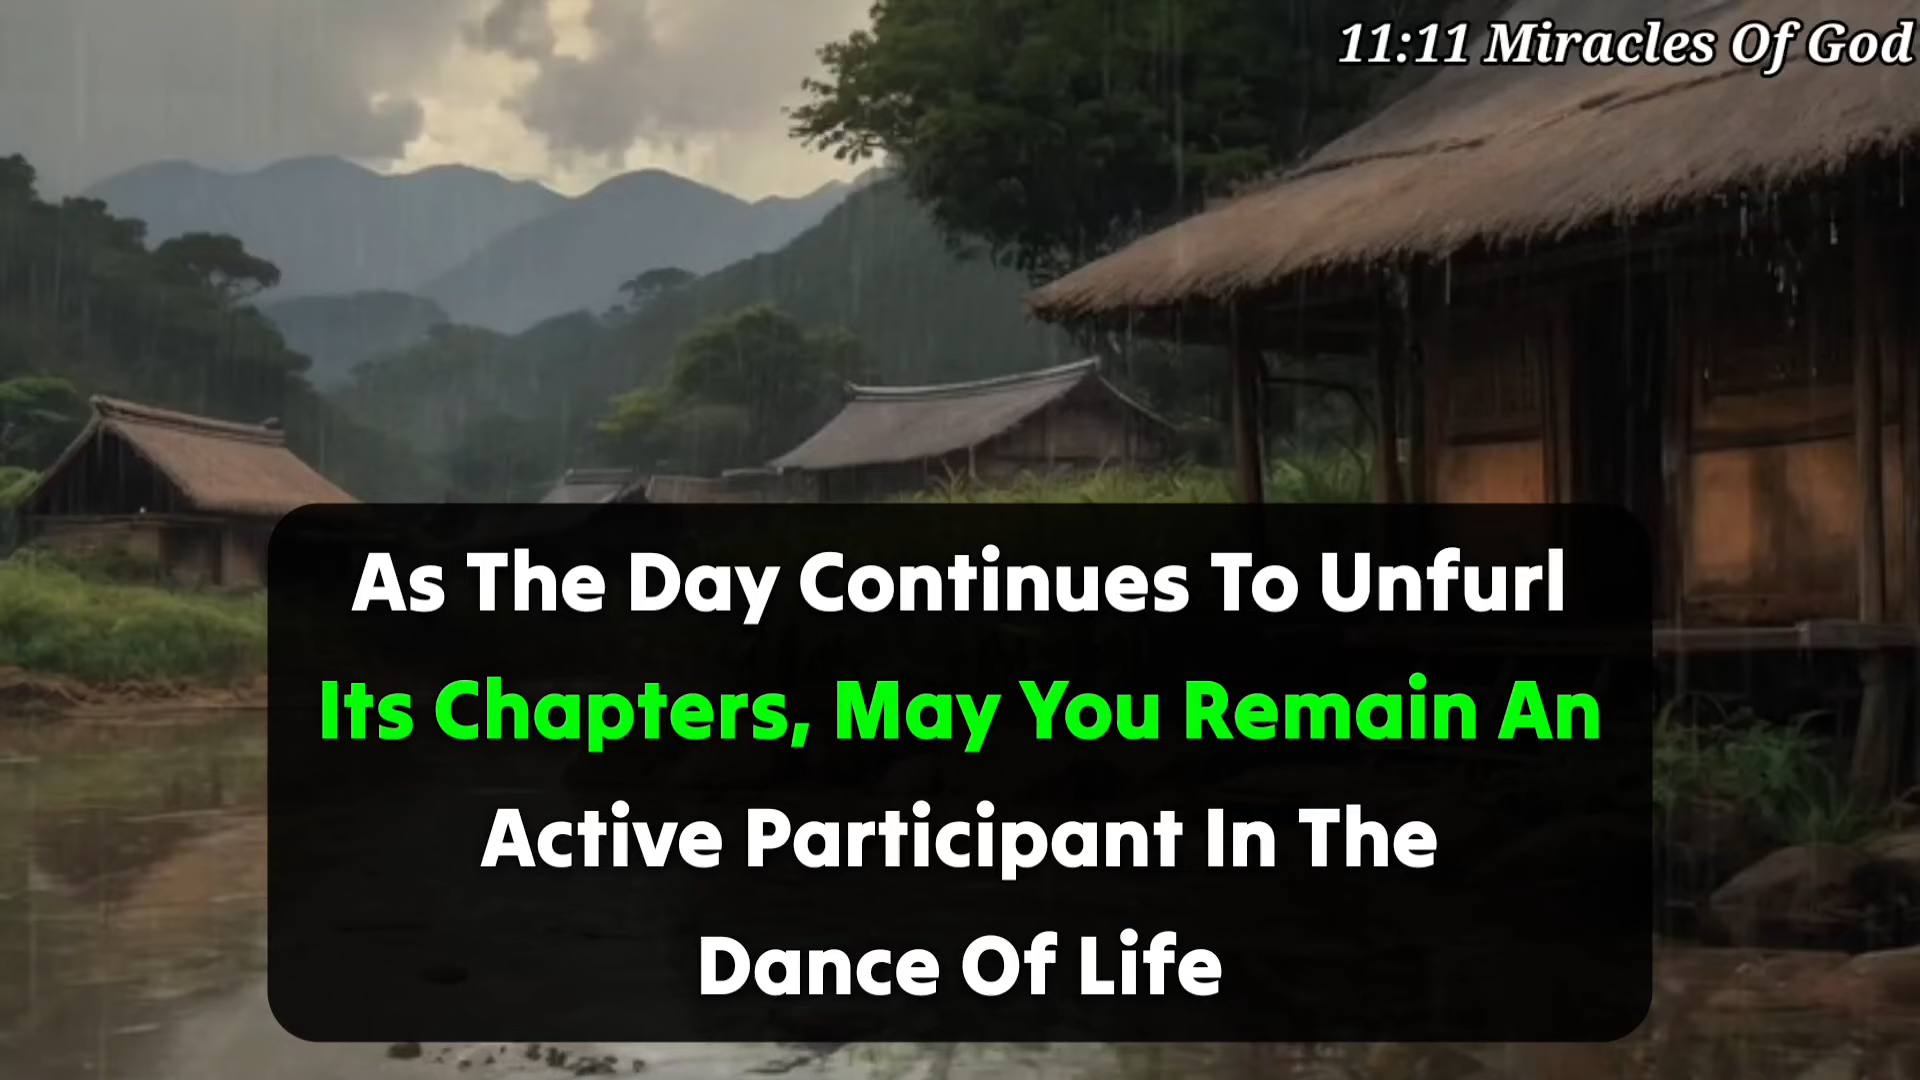 11:11 Miracles Of God
As The Day Continues To Unfurl
Its Chapters, May You Remain An
Active Participant In The
Dance Of Life